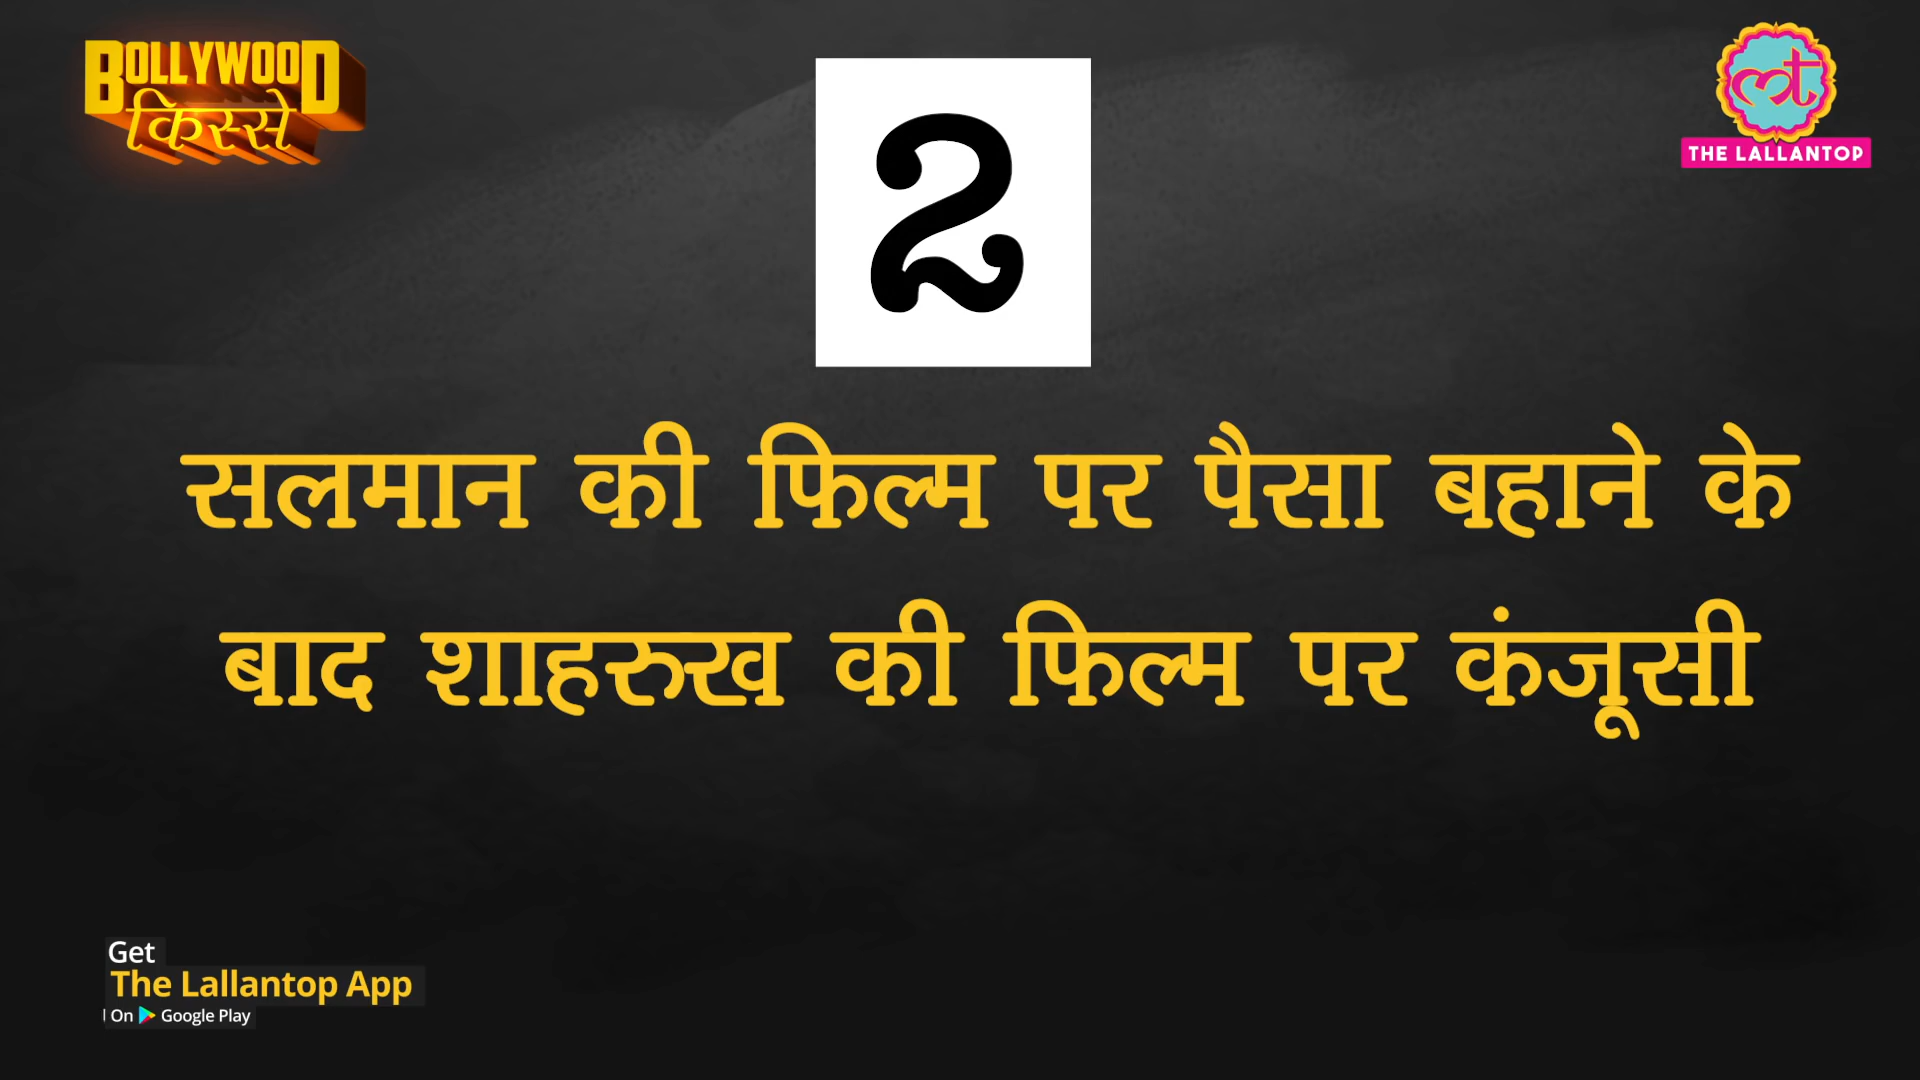 BOLLYWOOD
किस्से
THE LALLANTOP
2
सलमान की फिल्म पर पैसा बहाने के
बाद शाहरुख की फिल्म पर कंजूसी
Get
The Lallantop App
On Google Play